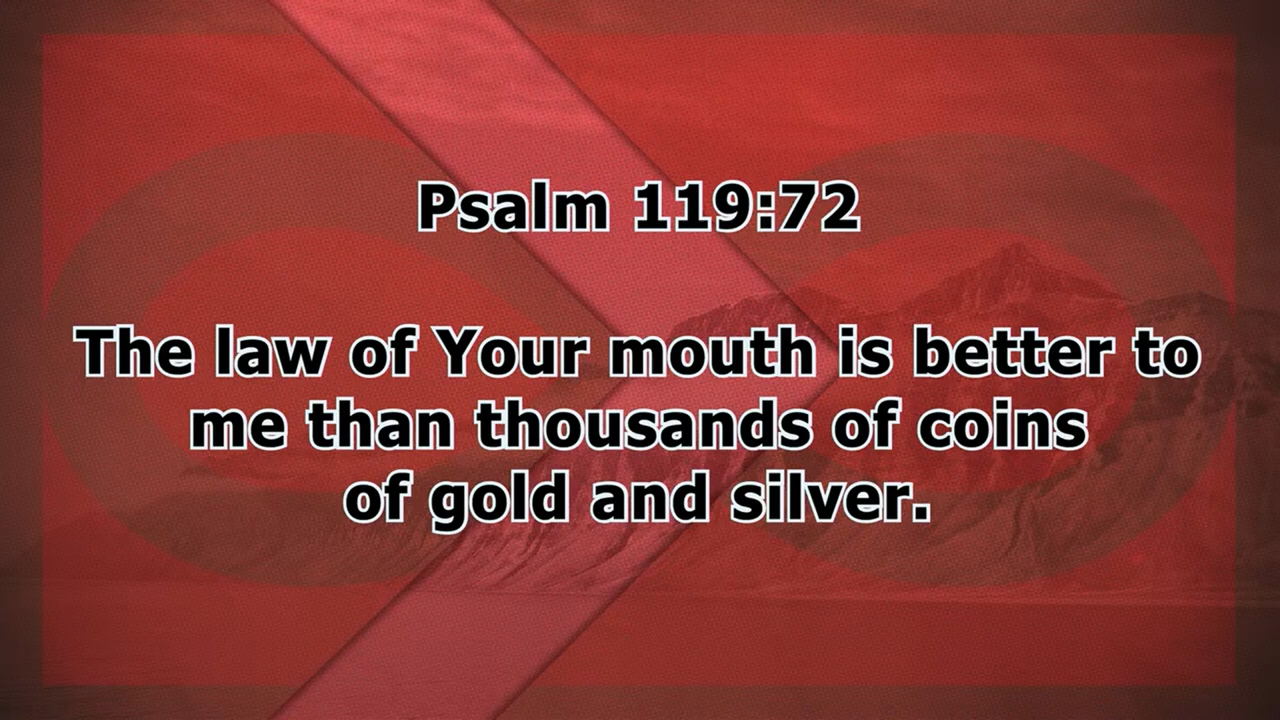 Psalm 119:72
The law of Your mouth is better to
me than thousands of coins
of gold and silver.